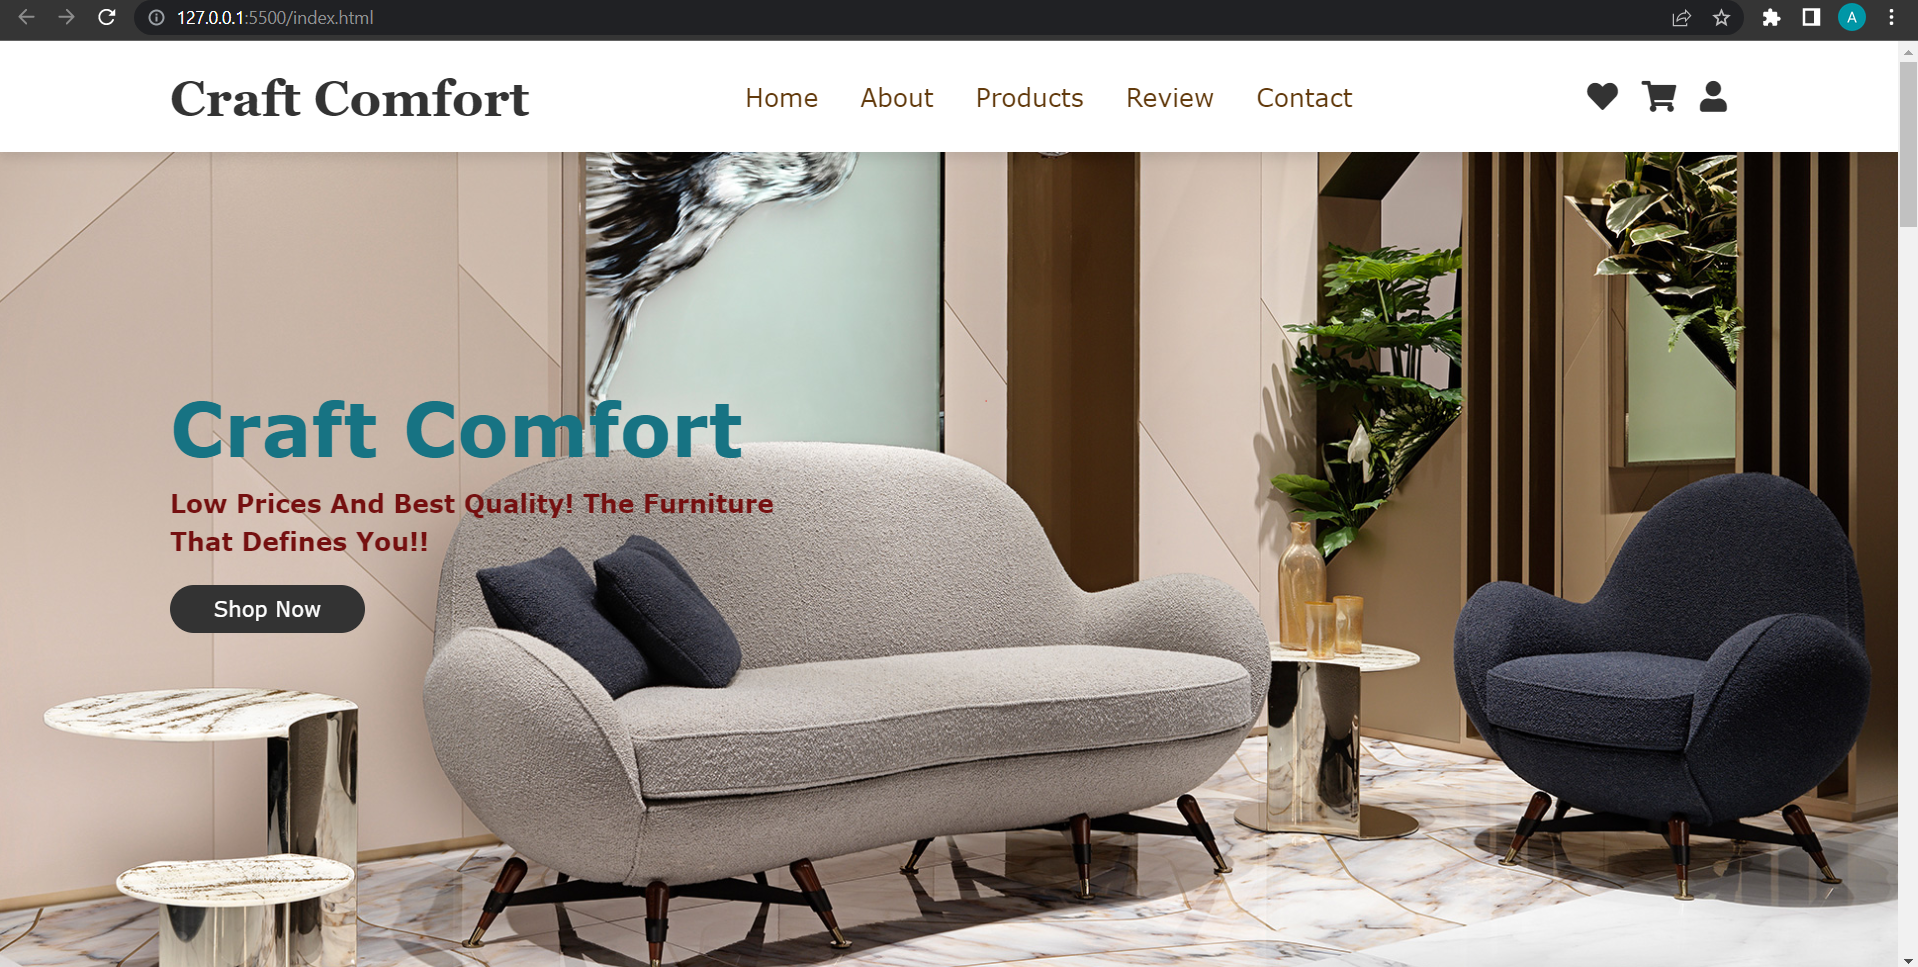 127.0.0.1:5500/index.html
A
Craft Comfort
Home About Products Review Contact
Craft Comfort
Low Prices And Best Quality! The Furniture
That Defines You!!
Shop Now